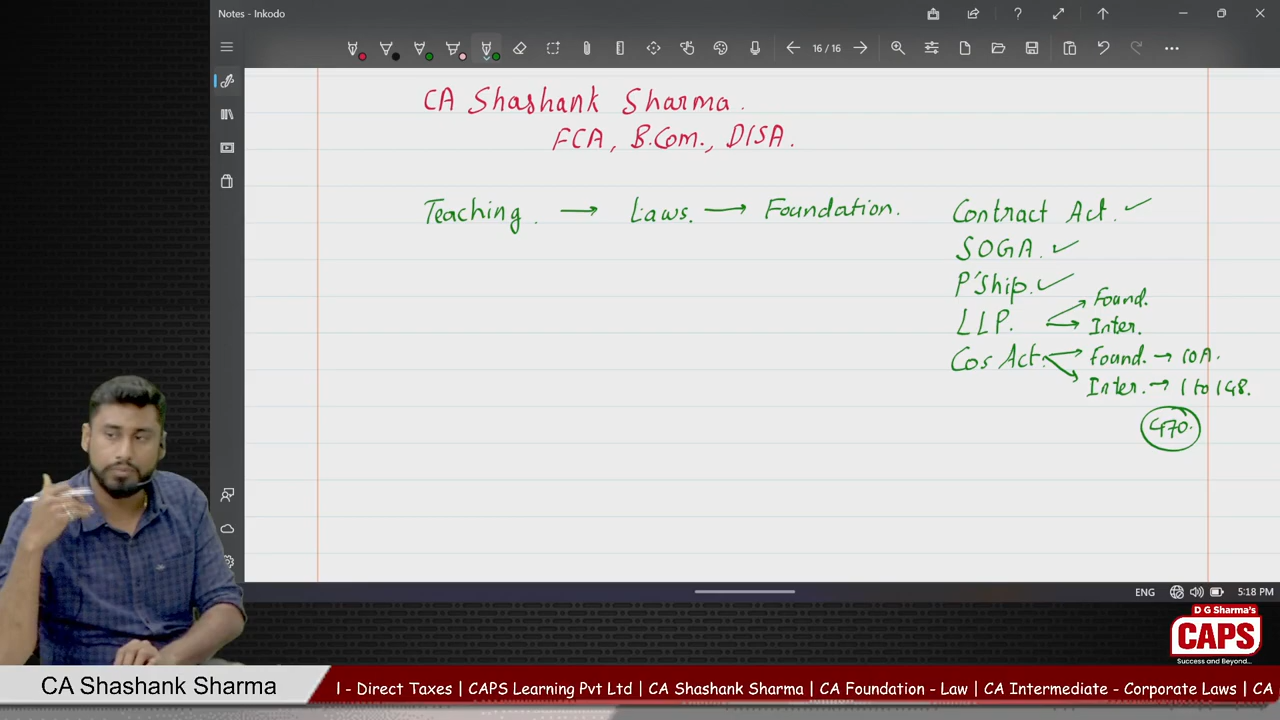 Notes - Inkodo
16 / 16
CA Shashank Sharma.
FCA, B.Com., DISA.
Teaching. → Laws. → Foundation.
Contract Act. ✓
SOGA. ✓
P'Ship. ✓
LLP. → Found.
→ Inter.
Cos Act. → Found. → COA.
→ Inter. → 1 to 148.
470.
ENG 5:18 PM
D G Sharma's
CAPS
Success and Beyond...
CA Shashank Sharma
I - Direct Taxes | CAPS Learning Pvt Ltd | CA Shashank Sharma | CA Foundation - Law | CA Intermediate - Corporate Laws | CA